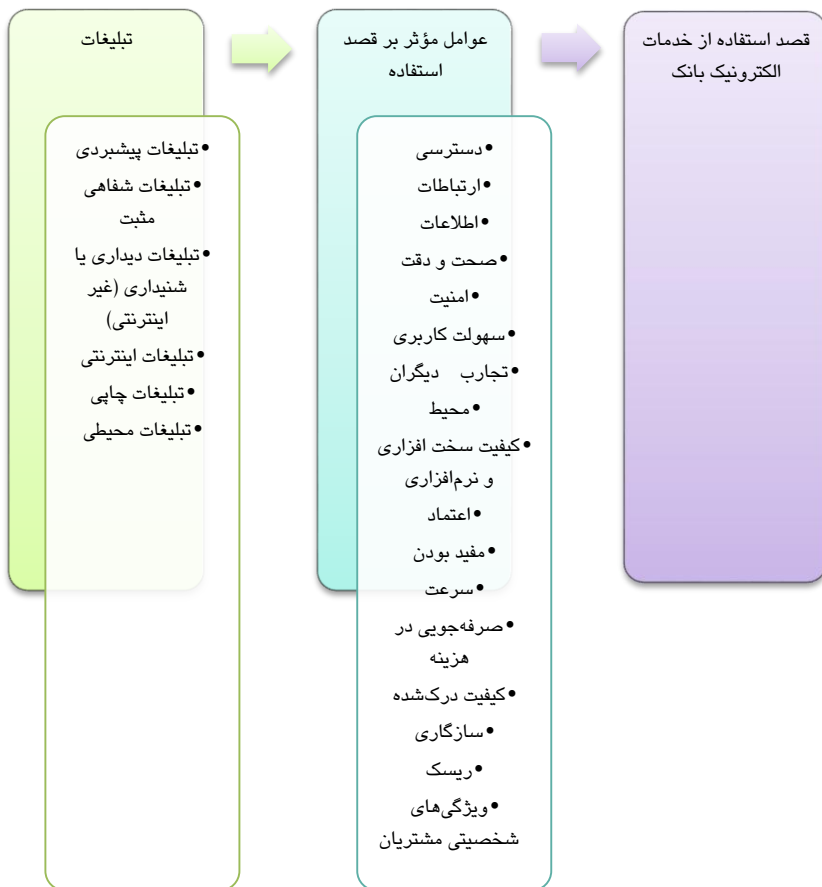 تبلیغات
•تبلیغات پیشبردی
•تبلیغات شفاهی
مثبت
•تبلیغات دیداری یا
شنیداری (غیر
اینترنتی)
•تبلیغات اینترنتی
•تبلیغات چاپی
•تبلیغات محیطی
عوامل مؤثر بر قصد
استفاده
•دسترسی
•ارتباطات
•اطلاعات
•صحت و دقت
•امنیت
•سهولت کاربری
•تجارب دیگران
•محیط
•کیفیت سخت افزاری
و نرم‌افزاری
•اعتماد
•مفید بودن
•سرعت
•صرفه‌جویی در
هزینه
•کیفیت درک‌شده
•سازگاری
•ریسک
•ویژگی‌های
شخصیتی مشتریان
قصد استفاده از خدمات
الکترونیک بانک